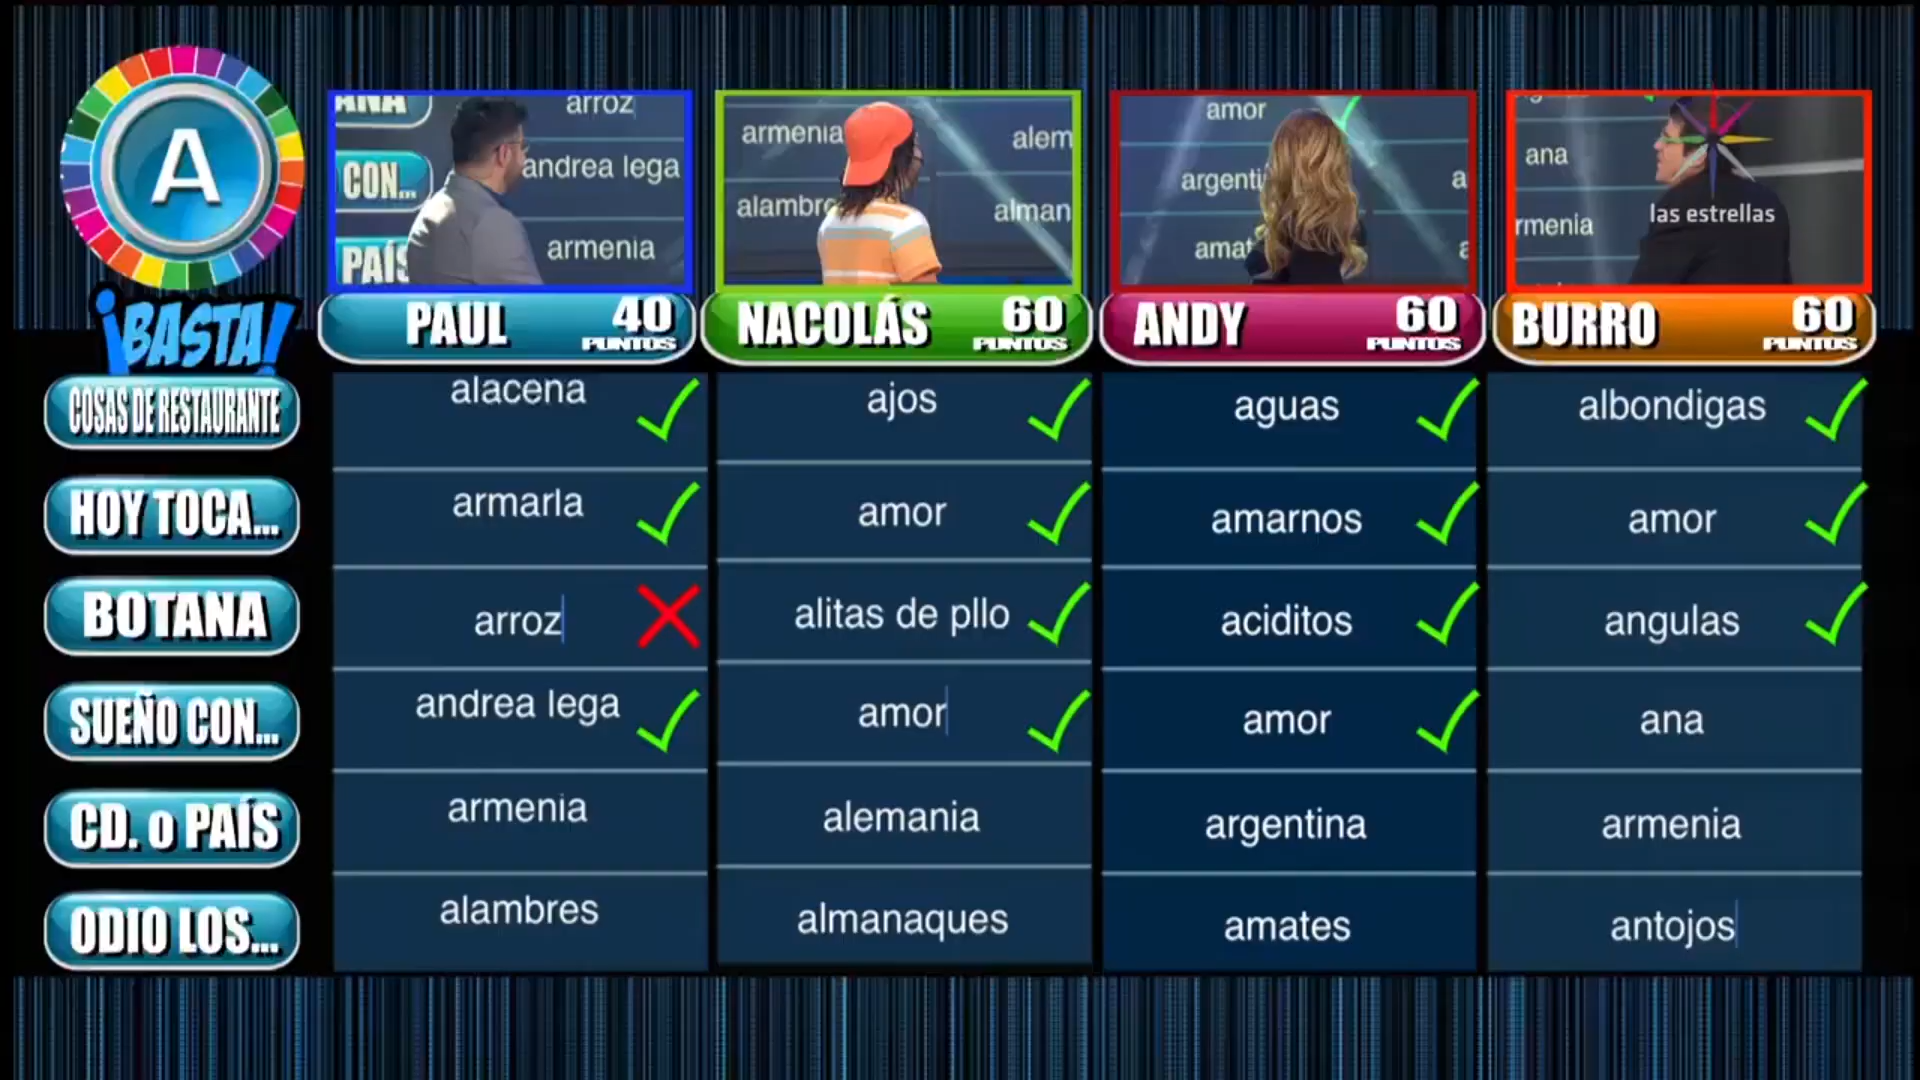 A
¡BASTA!
ANA
arroz
CON...
andrea lega
PAÍS
armenia
armenia
alem
alambre
alman
amor
argenti
a
amat
a
ana
rmenia
las estrellas
PAUL 40 PUNTOS
NACOLÁS 60 PUNTOS
ANDY 60 PUNTOS
BURRO 60 PUNTOS
COSAS DE RESTAURANTE alacena ajos aguas albondigas
HOY TOCA... armarla amor amarnos amor
BOTANA arroz alitas de pllo aciditos angulas
SUEÑO CON... andrea lega amor amor ana
CD. o PAÍS armenia alemania argentina armenia
ODIO LOS... alambres almanaques amates antojos